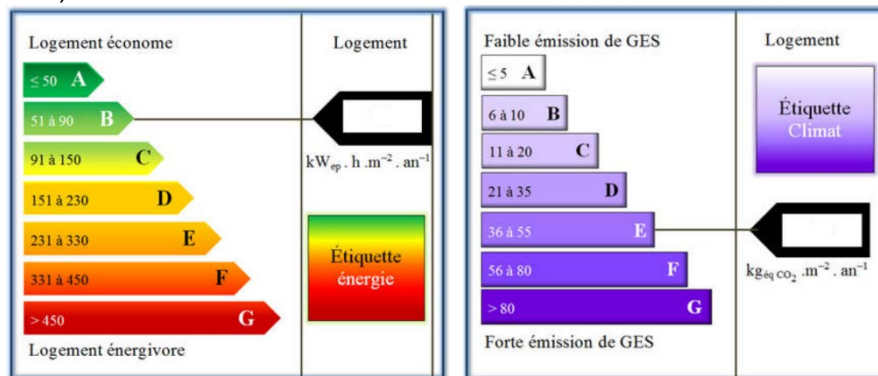 Logement économe
Logement
≤ 50 A
51 à 90 B
91 à 150 C
kWep . h .m⁻² . an⁻¹
151 à 230 D
231 à 330 E
331 à 450 F
> 450 G
Étiquette
énergie
Logement énergivore
Faible émission de GES
Logement
≤ 5 A
6 à 10 B
11 à 20 C
21 à 35 D
36 à 55 E
56 à 80 F
> 80 G
Étiquette
Climat
kgéq CO₂ .m⁻² . an⁻¹
Forte émission de GES